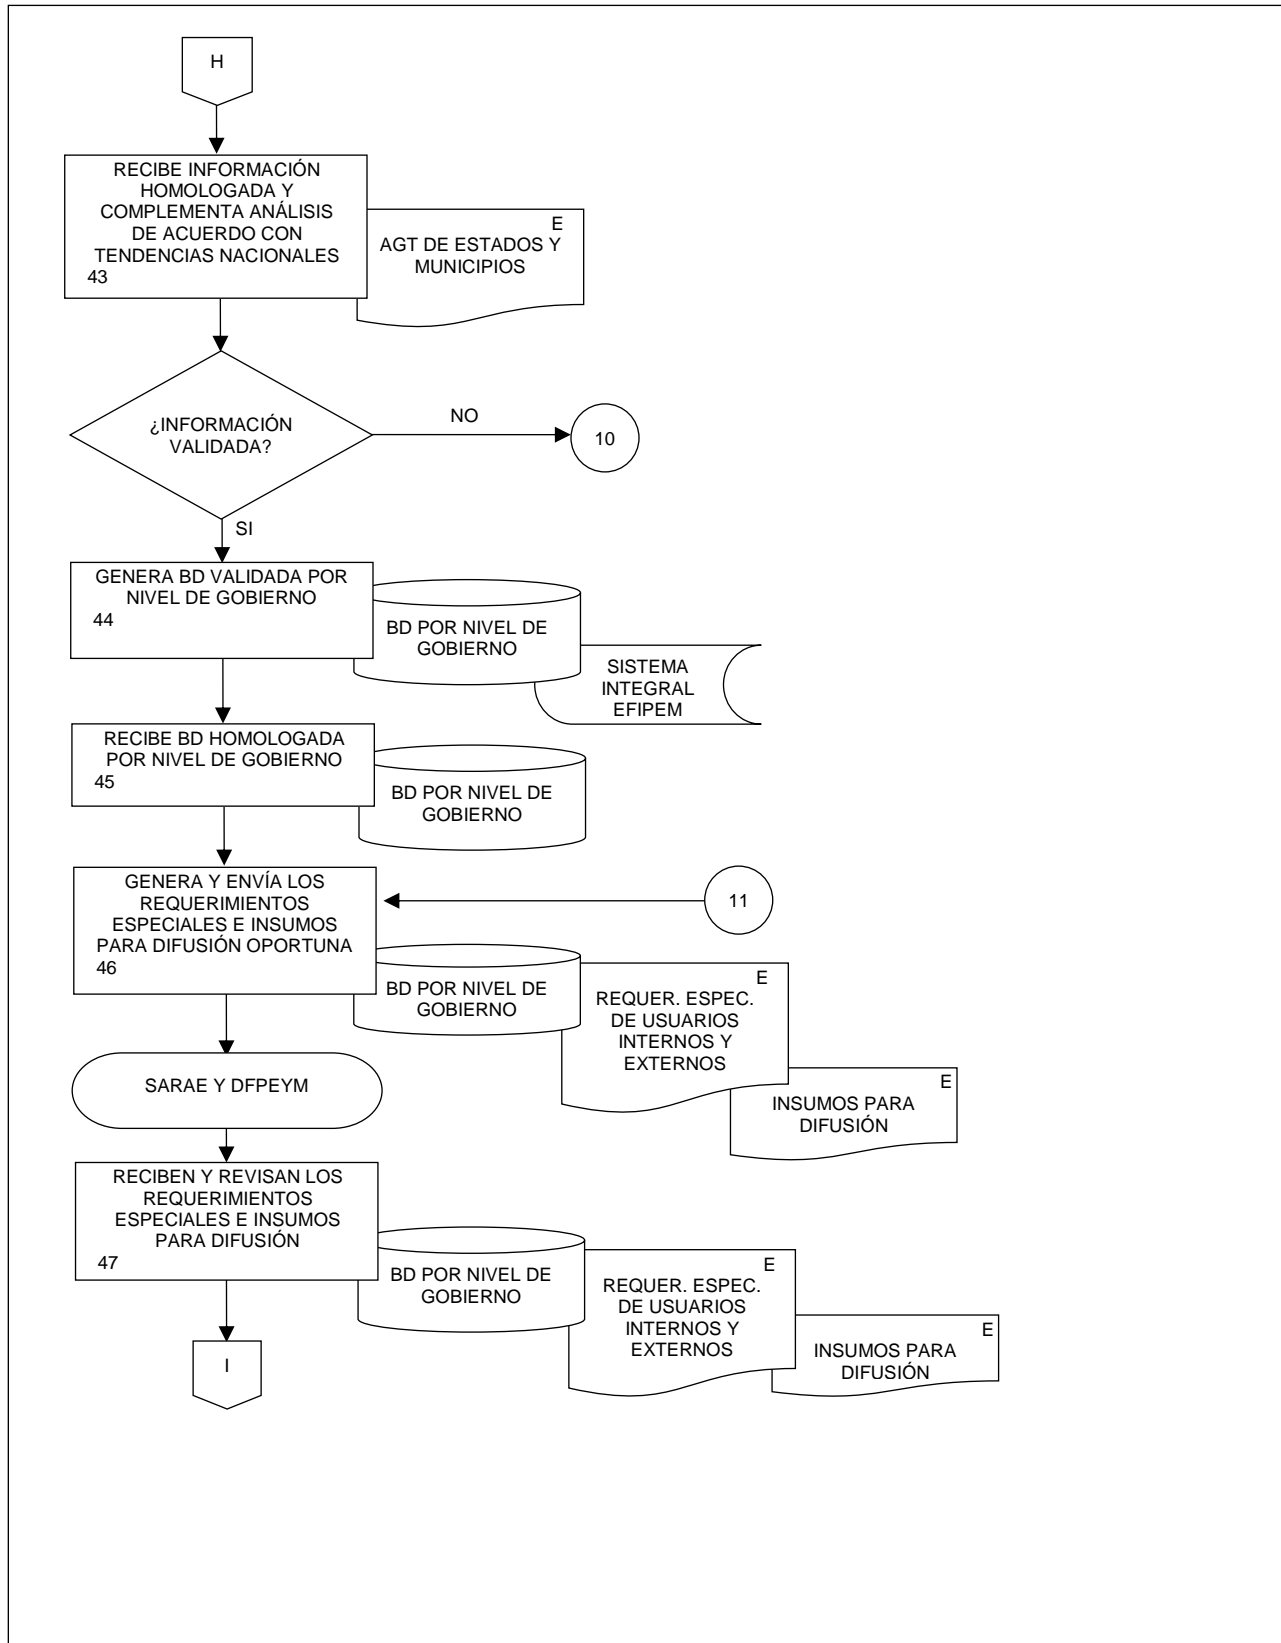 H
RECIBE INFORMACIÓN
HOMOLOGADA Y
COMPLEMENTA ANÁLISIS
DE ACUERDO CON
TENDENCIAS NACIONALES
43
E
AGT DE ESTADOS Y
MUNICIPIOS
¿INFORMACIÓN
VALIDADA?
NO
10
SI
GENERA BD VALIDADA POR
NIVEL DE GOBIERNO
44
BD POR NIVEL DE
GOBIERNO
SISTEMA
INTEGRAL
EFIPEM
RECIBE BD HOMOLOGADA
POR NIVEL DE GOBIERNO
45
BD POR NIVEL DE
GOBIERNO
GENERA Y ENVÍA LOS
REQUERIMIENTOS
ESPECIALES E INSUMOS
PARA DIFUSIÓN OPORTUNA
46
11
BD POR NIVEL DE
GOBIERNO
E
REQUER. ESPEC.
DE USUARIOS
INTERNOS Y
EXTERNOS
E
INSUMOS PARA
DIFUSIÓN
SARAE Y DFPEYM
RECIBEN Y REVISAN LOS
REQUERIMIENTOS
ESPECIALES E INSUMOS
PARA DIFUSIÓN
47
BD POR NIVEL DE
GOBIERNO
E
REQUER. ESPEC.
DE USUARIOS
INTERNOS Y
EXTERNOS
E
INSUMOS PARA
DIFUSIÓN
I